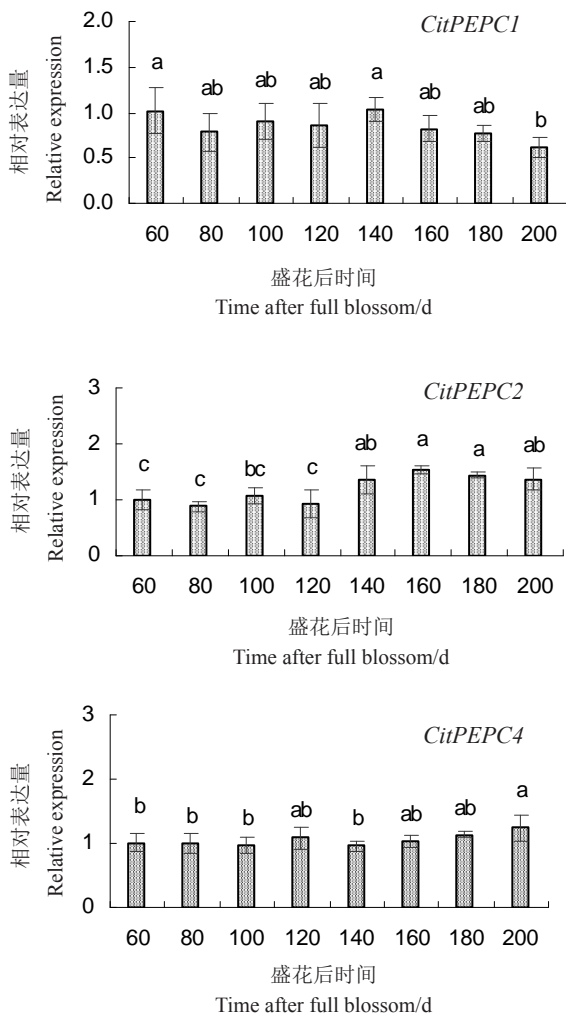 CitPEPC1
相对表达量
Relative expression
2.0
1.5
1.0
0.5
0.0
a ab ab ab a ab ab b
60 80 100 120 140 160 180 200
盛花后时间
Time after full blossom/d
CitPEPC2
相对表达量
Relative expression
3
2
1
0
c c bc c ab a a ab
60 80 100 120 140 160 180 200
盛花后时间
Time after full blossom/d
CitPEPC4
相对表达量
Relative expression
3
2
1
0
b b b ab b ab ab a
60 80 100 120 140 160 180 200
盛花后时间
Time after full blossom/d